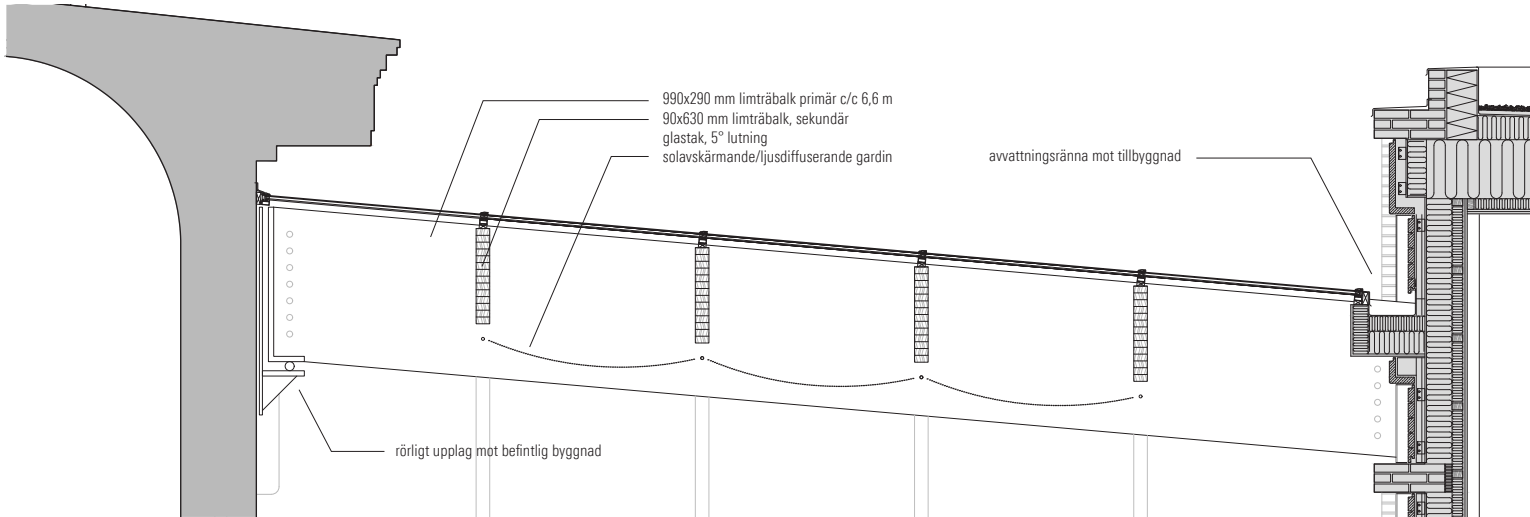 990x290 mm limträbalk primär c/c 6,6 m
90x630 mm limträbalk, sekundär
glastak, 5° lutning
solavskärmande/ljusdiffuserande gardin
avvattningsränna mot tillbyggnad
rörligt upplag mot befintlig byggnad